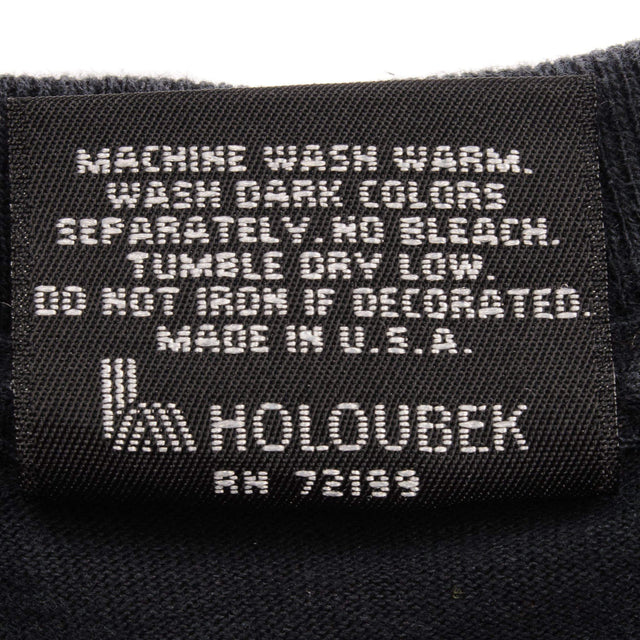 MACHINE WASH WARM.
WASH DARK COLORS
SEPARATELY. NO BLEACH.
TUMBLE DRY LOW.
DO NOT IRON IF DECORATED.
MADE IN U.S.A.
HOLOUBEK
RN 72199